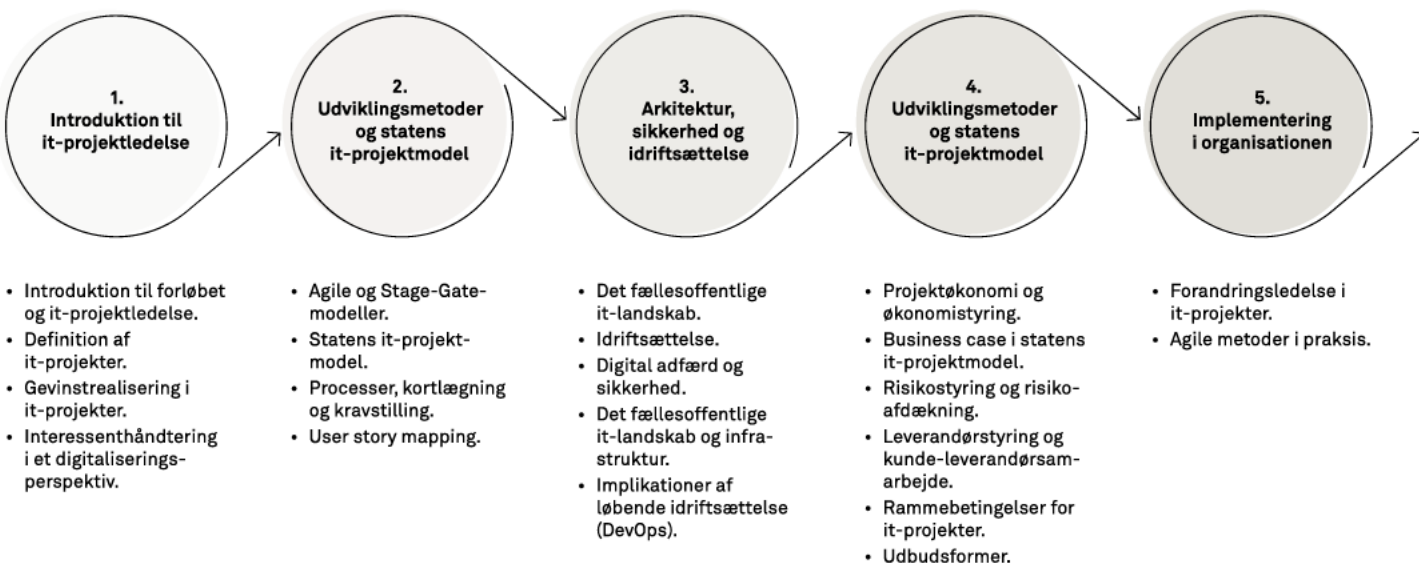 1.
Introduktion til
it-projektledelse
2.
Udviklingsmetoder
og statens
it-projektmodel
3.
Arkitektur,
sikkerhed og
idriftsættelse
4.
Udviklingsmetoder
og statens
it-projektmodel
5.
Implementering
i organisationen
• Introduktion til forløbet
og it-projektledelse.
• Definition af
it-projekter.
• Gevinstrealisering i
it-projekter.
• Interessenthåndtering
i et digitaliserings-
perspektiv.
• Agile og Stage-Gate-
modeller.
• Statens it-projekt-
model.
• Processer, kortlægning
og kravstilling.
• User story mapping.
• Det fællesoffentlige
it-landskab.
• Idriftsættelse.
• Digital adfærd og
sikkerhed.
• Det fællesoffentlige
it-landskab og infra-
struktur.
• Implikationer af
løbende idriftsættelse
(DevOps).
• Projektøkonomi og
økonomistyring.
• Business case i statens
it-projektmodel.
• Risikostyring og risiko-
afdækning.
• Leverandørstyring og
kunde-leverandørsam-
arbejde.
• Rammebetingelser for
it-projekter.
• Udbudsformer.
• Forandringsledelse i
it-projekter.
• Agile metoder i praksis.